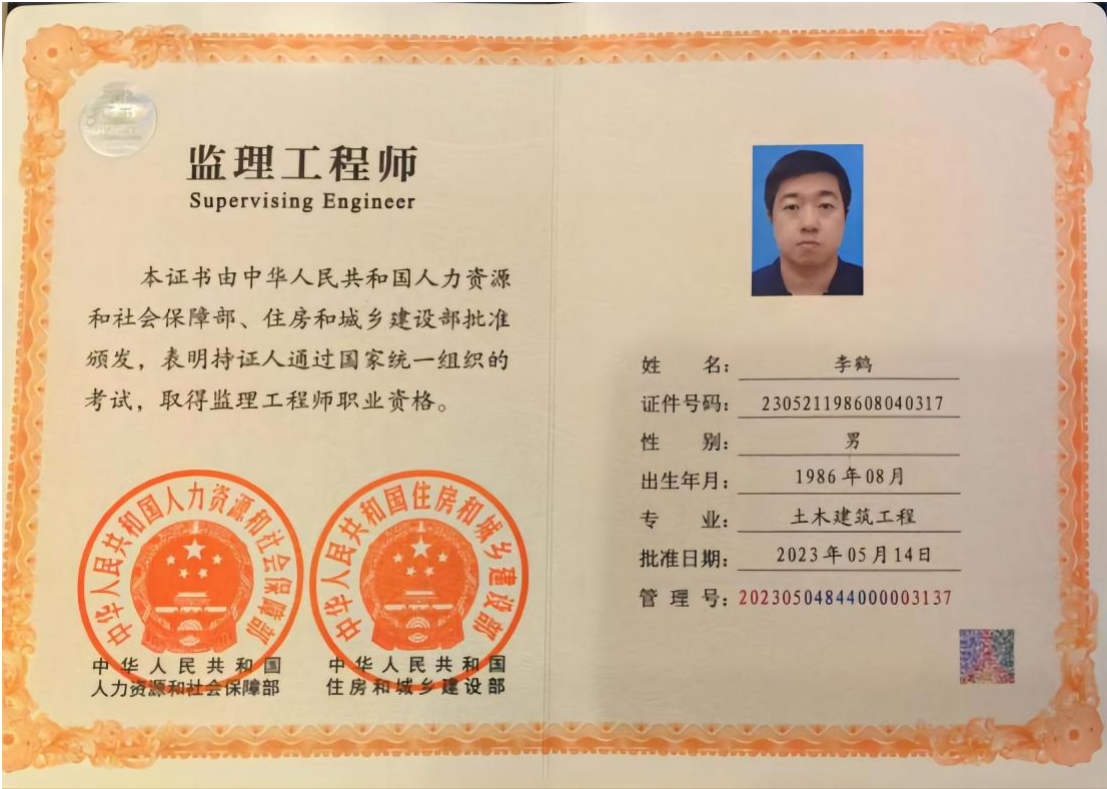 监理工程师
Supervising Engineer
本证书由中华人民共和国人力资源
和社会保障部、住房和城乡建设部批准
颁发，表明持证人通过国家统一组织的
考试，取得监理工程师职业资格。
中华人民共和国人力资源和社会保障部
中华人民共和国住房和城乡建设部
中华人民共和国
人力资源和社会保障部
中华人民共和国
住房和城乡建设部
姓 名：李鹤
证件号码：230521198608040317
性 别：男
出生年月：1986年08月
专 业：土木建筑工程
批准日期：2023年05月14日
管 理 号：20230504844000003137